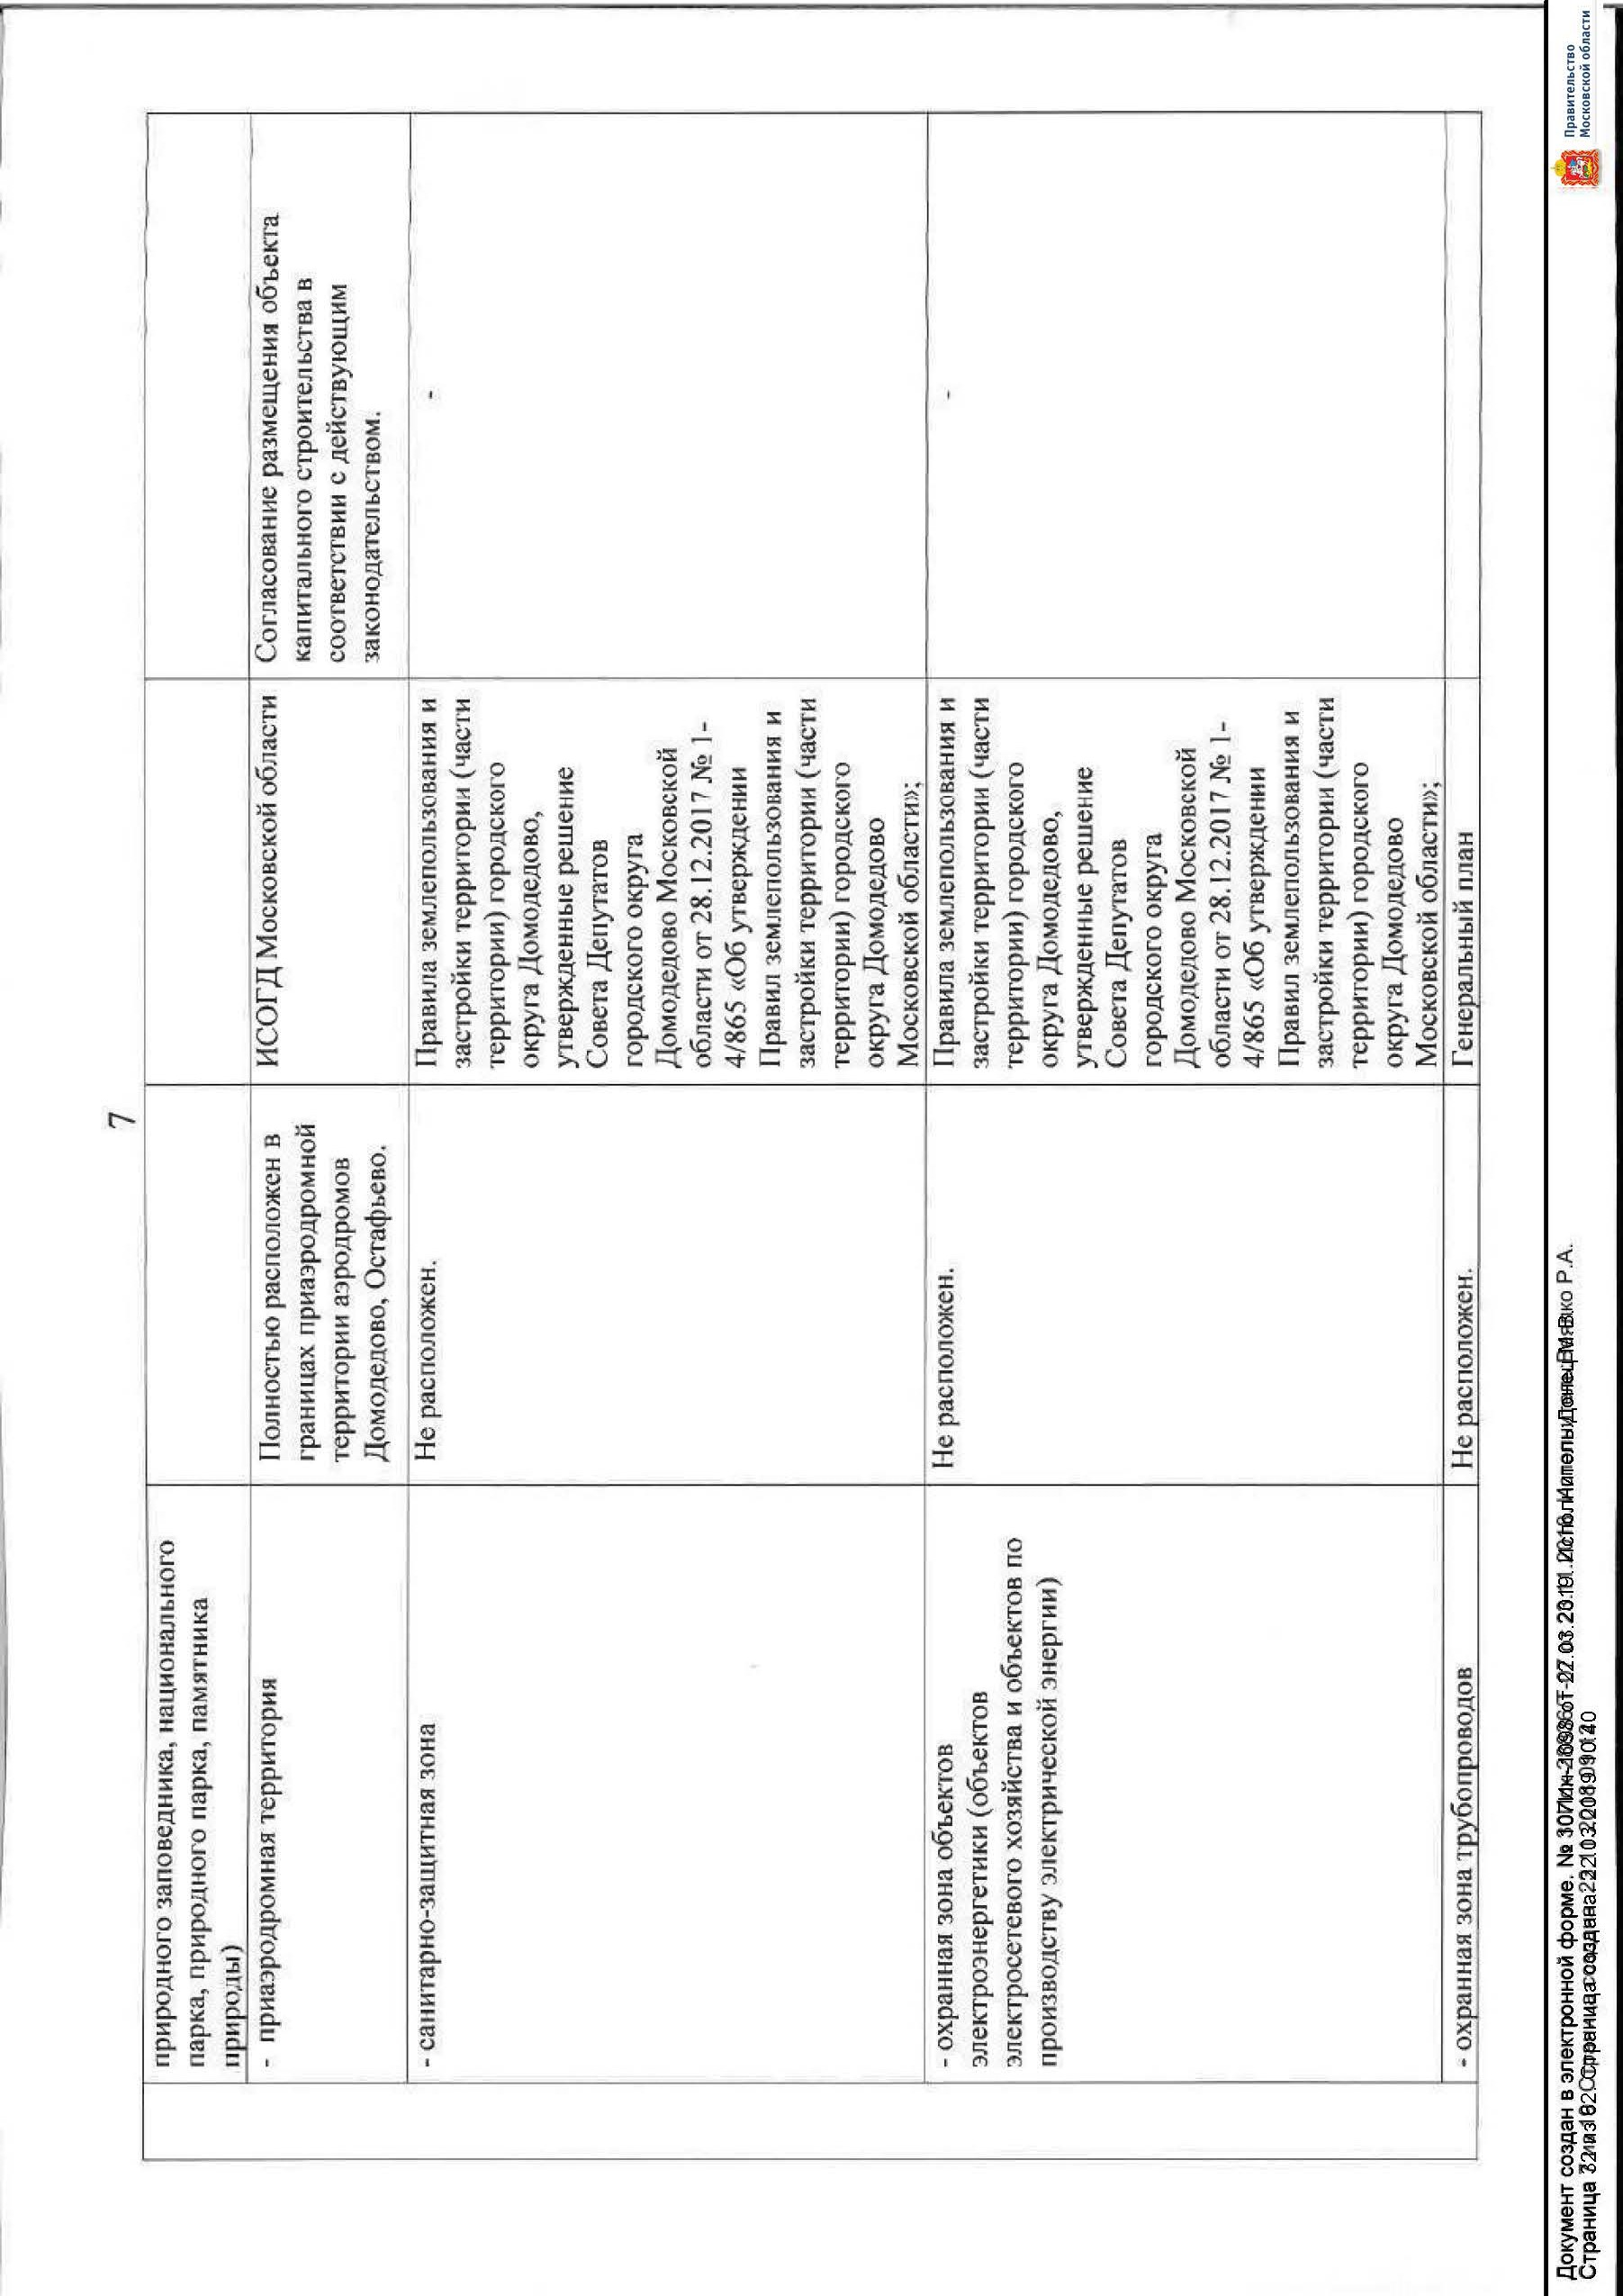 7
природного заповедника, национального
парка, природного парка, памятника
природы)
- приаэродромная территория
Полностью расположен в
границах приаэродромной
территории аэродромов
Домодедово, Остафьево.
ИСОГД Московской области
Согласование размещения объекта
капитального строительства в
соответствии с действующим
законодательством.
- санитарно-защитная зона
Не расположен.
Правила землепользования и
застройки территории (части
территории) городского
округа Домодедово,
утвержденные решение
Совета Депутатов
городского округа
Домодедово Московской
области от 28.12.2017 № 1-
4/865 «Об утверждении
Правил землепользования и
застройки территории (части
территории) городского
округа Домодедово
Московской области»;
-
- охранная зона объектов
электроэнергетики (объектов
электросетевого хозяйства и объектов по
производству электрической энергии)
Не расположен.
Правила землепользования и
застройки территории (части
территории) городского
округа Домодедово,
утвержденные решение
Совета Депутатов
городского округа
Домодедово Московской
области от 28.12.2017 № 1-
4/865 «Об утверждении
Правил землепользования и
застройки территории (части
территории) городского
округа Домодедово
Московской области»;
-
- охранная зона трубопроводов
Не расположен.
Генеральный план
Документ создан в электронной форме. №
Страница
Правительство
Московской области